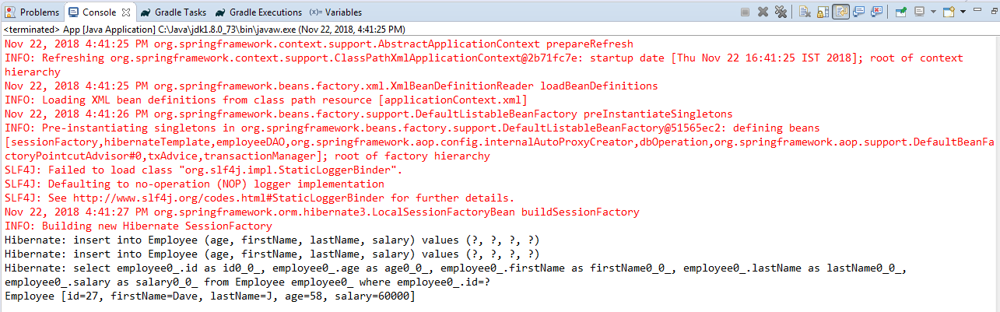 Problems Console Gradle Tasks Gradle Executions (x)= Variables
<terminated> App [Java Application] C:\Java\jdk1.8.0_73\bin\javaw.exe (Nov 22, 2018, 4:41:25 PM)
Nov 22, 2018 4:41:25 PM org.springframework.context.support.AbstractApplicationContext prepareRefresh
INFO: Refreshing org.springframework.context.support.ClassPathXmlApplicationContext@2b71fc7e: startup date [Thu Nov 22 16:41:25 IST 2018]; root of context
hierarchy
Nov 22, 2018 4:41:25 PM org.springframework.beans.factory.xml.XmlBeanDefinitionReader loadBeanDefinitions
INFO: Loading XML bean definitions from class path resource [applicationContext.xml]
Nov 22, 2018 4:41:26 PM org.springframework.beans.factory.support.DefaultListableBeanFactory preInstantiateSingletons
INFO: Pre-instantiating singletons in org.springframework.beans.factory.support.DefaultListableBeanFactory@51565ec2: defining beans
[sessionFactory,hibernateTemplate,employeeDAO,org.springframework.aop.config.internalAutoProxyCreator,dbOperation,org.springframework.aop.support.DefaultBeanFa
ctoryPointcutAdvisor#0,txAdvice,transactionManager]; root of factory hierarchy
SLF4J: Failed to load class "org.slf4j.impl.StaticLoggerBinder".
SLF4J: Defaulting to no-operation (NOP) logger implementation
SLF4J: See http://www.slf4j.org/codes.html#StaticLoggerBinder for further details.
Nov 22, 2018 4:41:27 PM org.springframework.orm.hibernate3.LocalSessionFactoryBean buildSessionFactory
INFO: Building new Hibernate SessionFactory
Hibernate: insert into Employee (age, firstName, lastName, salary) values (?, ?, ?, ?)
Hibernate: insert into Employee (age, firstName, lastName, salary) values (?, ?, ?, ?)
Hibernate: select employee0_.id as id0_0_, employee0_.age as age0_0_, employee0_.firstName as firstName0_0_, employee0_.lastName as lastName0_0_,
employee0_.salary as salary0_0_ from Employee employee0_ where employee0_.id=?
Employee [id=27, firstName=Dave, lastName=J, age=58, salary=60000]